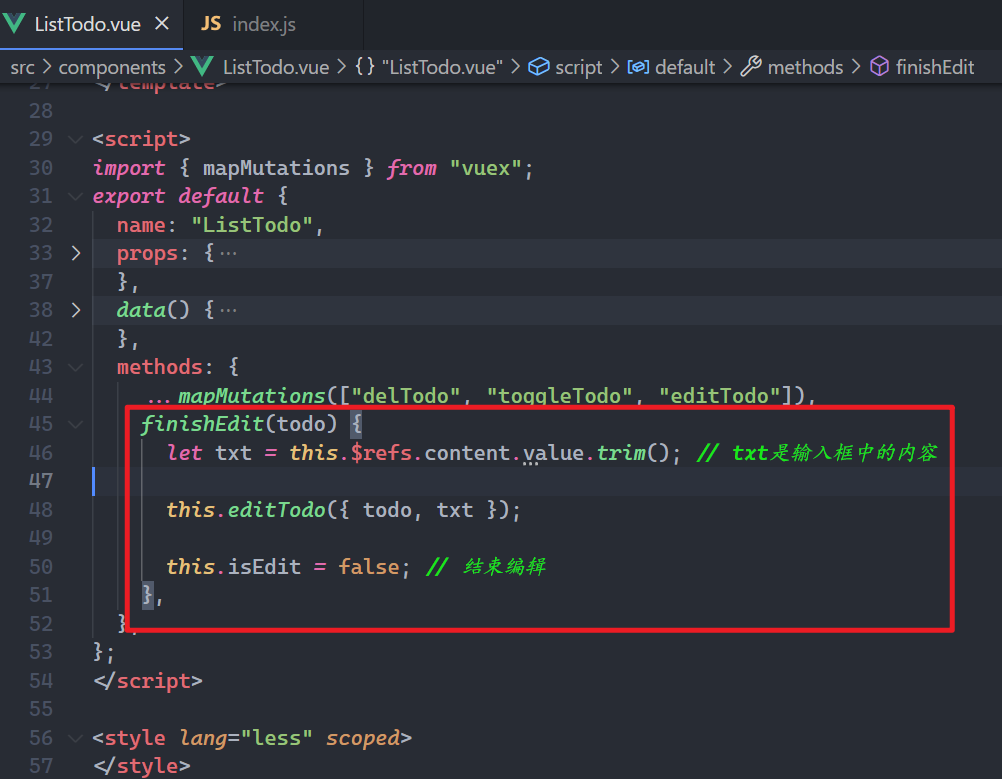 ListTodo.vue × JS index.js
src > components > ListTodo.vue > {} "ListTodo.vue" > script > default > methods > finishEdit
27 </template>
28
29 <script>
30 import { mapMutations } from "vuex";
31 export default {
32 name: "ListTodo",
33 props: {···
37 },
38 data() {···
42 },
43 methods: {
44 ...mapMutations(["delTodo", "toggleTodo", "editTodo"]),
45 finishEdit(todo) {
46 let txt = this.$refs.content.value.trim(); // txt是输入框中的内容
47
48 this.editTodo({ todo, txt });
49
50 this.isEdit = false; // 结束编辑
51 },
52 },
53 };
54 </script>
55
56 <style lang="less" scoped>
57 </style>